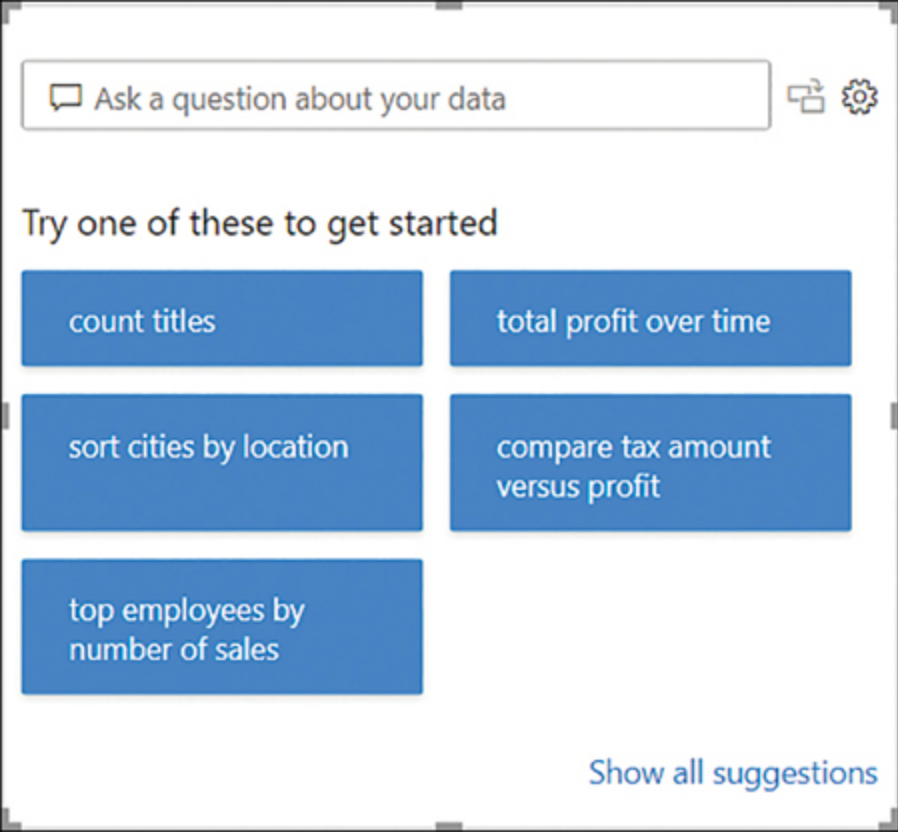 Ask a question about your data
Try one of these to get started
count titles
total profit over time
sort cities by location
compare tax amount
versus profit
top employees by
number of sales
Show all suggestions